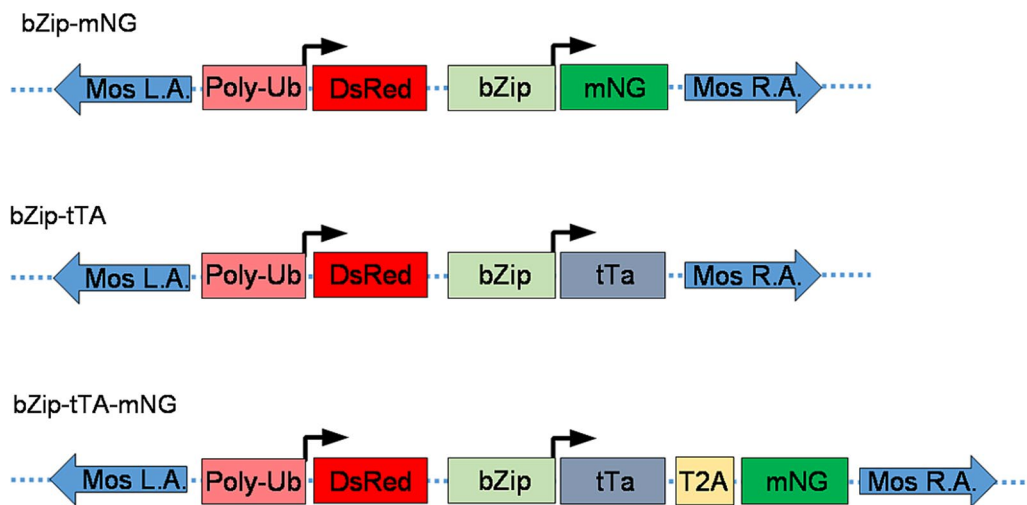 bZip-mNG
Mos L.A. Poly-Ub DsRed bZip mNG Mos R.A.
bZip-tTA
Mos L.A. Poly-Ub DsRed bZip tTa Mos R.A.
bZip-tTA-mNG
Mos L.A. Poly-Ub DsRed bZip tTa T2A mNG Mos R.A.